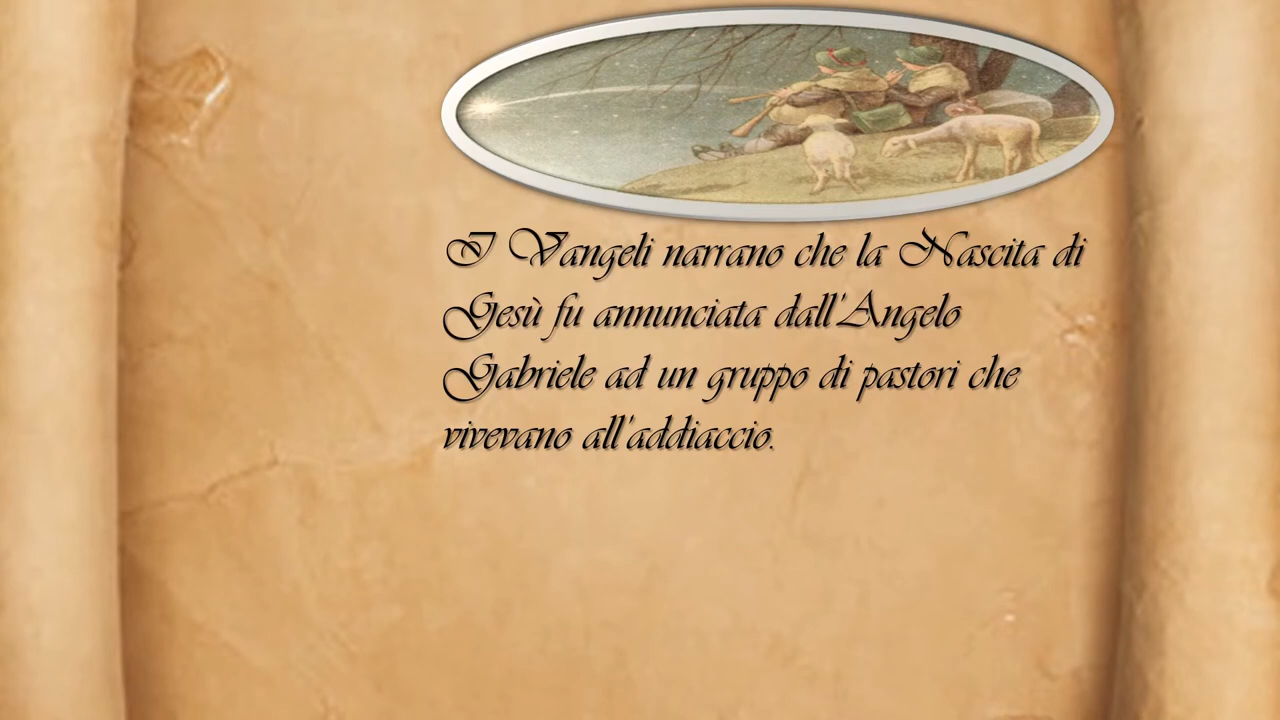 I Vangeli narrano che la Nascita di
Gesù fu annunciata dall'Angelo
Gabriele ad un gruppo di pastori che
vivevano all'addiaccio.